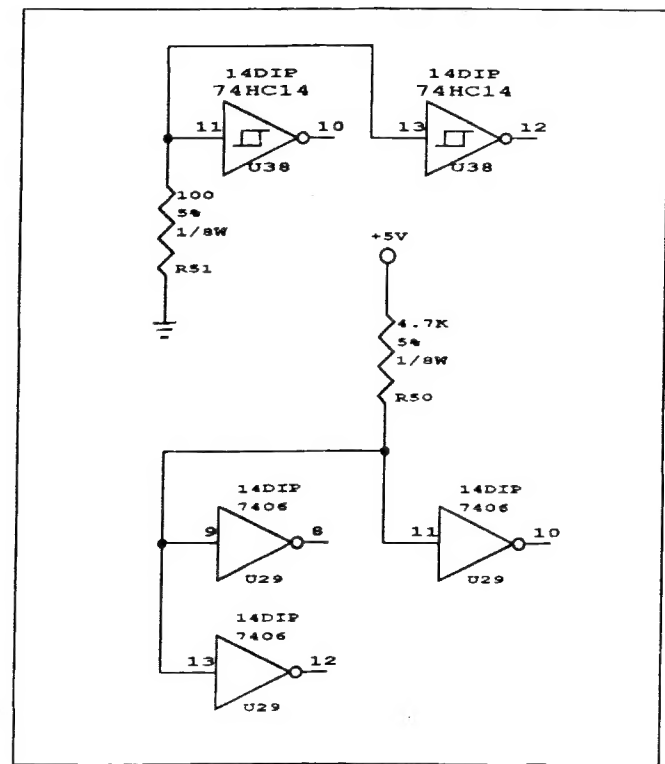 14DIP
74HC14
11
10
U38
14DIP
74HC14
13
12
U38
100
5%
1/8W
R51
+5V
4.7K
5%
1/8W
R50
14DIP
7406
9
8
U29
14DIP
7406
11
10
U29
14DIP
7406
13
12
U29